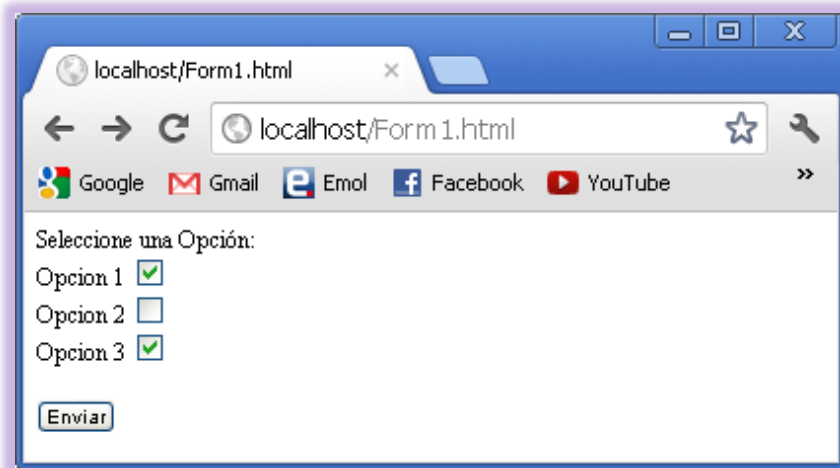 localhost/Form1.html
localhost/Form1.html
Google Gmail Emol Facebook YouTube »
Seleccione una Opción:
Opcion 1
Opcion 2
Opcion 3
Enviar